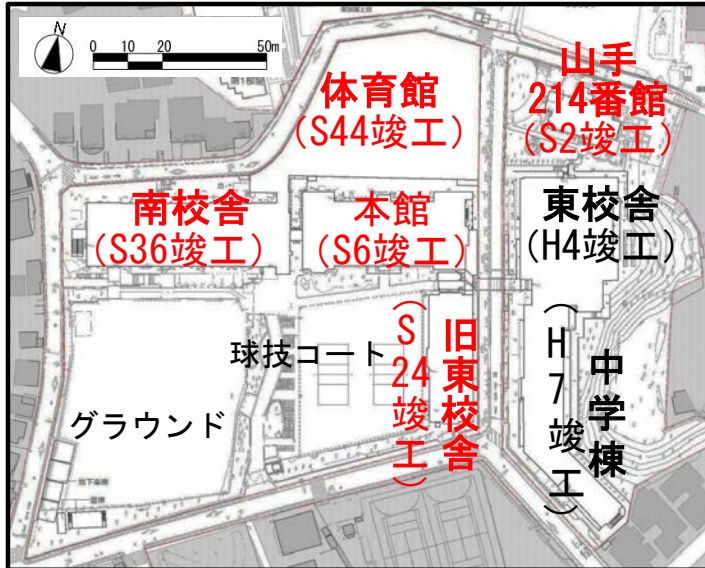 N
0 10 20 50m
体育館
(S44竣工)
山手
214番館
(S2竣工)
南校舎
(S36竣工)
本館
(S6竣工)
東校舎
(H4竣工)
グラウンド
球技コート
旧東校舎
(S24竣工)
中学棟
(H7竣工)